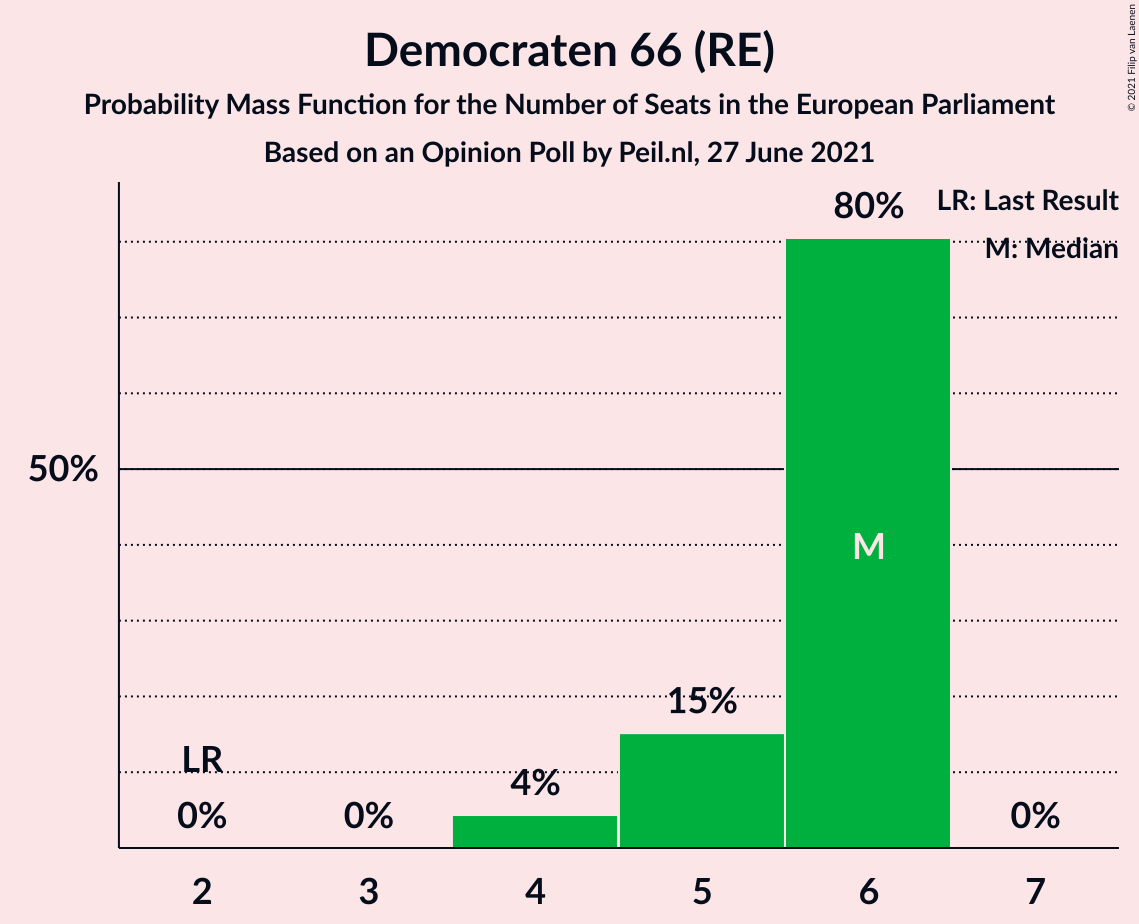 Democraten 66 (RE)
Probability Mass Function for the Number of Seats in the European Parliament
Based on an Opinion Poll by Peil.nl, 27 June 2021
© 2021 Filip van Laenen
LR: Last Result
M: Median
80%
50%
M
15%
LR
4%
0%
0%
0%
2
3
4
5
6
7